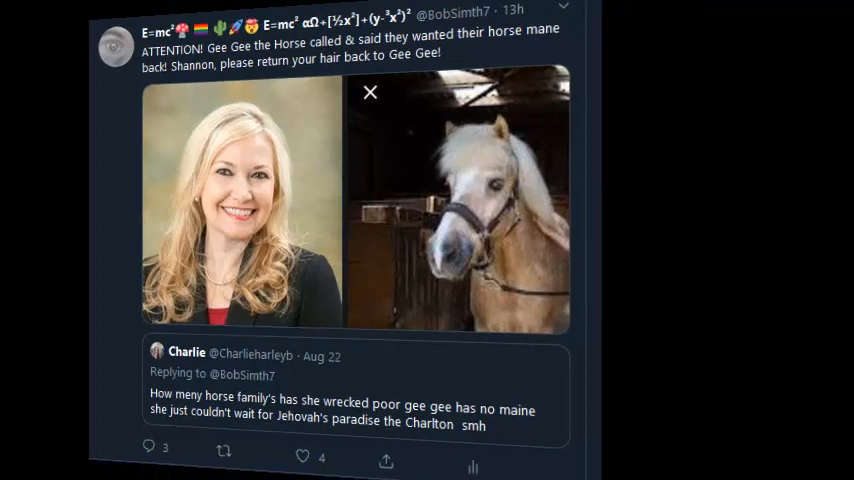 E=mc²🍄🏳️‍🌈🌵🚀🤯 E=mc² αΩ+[½x²]+(y-³x²)² @BobSimth7 · 13h
ATTENTION! Gee Gee the Horse called & said they wanted their horse mane
back! Shannon, please return your hair back to Gee Gee!
Charlie @Charlieharleyb · Aug 22
Replying to @BobSimth7
How meny horse family's has she wrecked poor gee gee has no maine
she just couldn't wait for Jehovah's paradise the Charlton smh
3
4